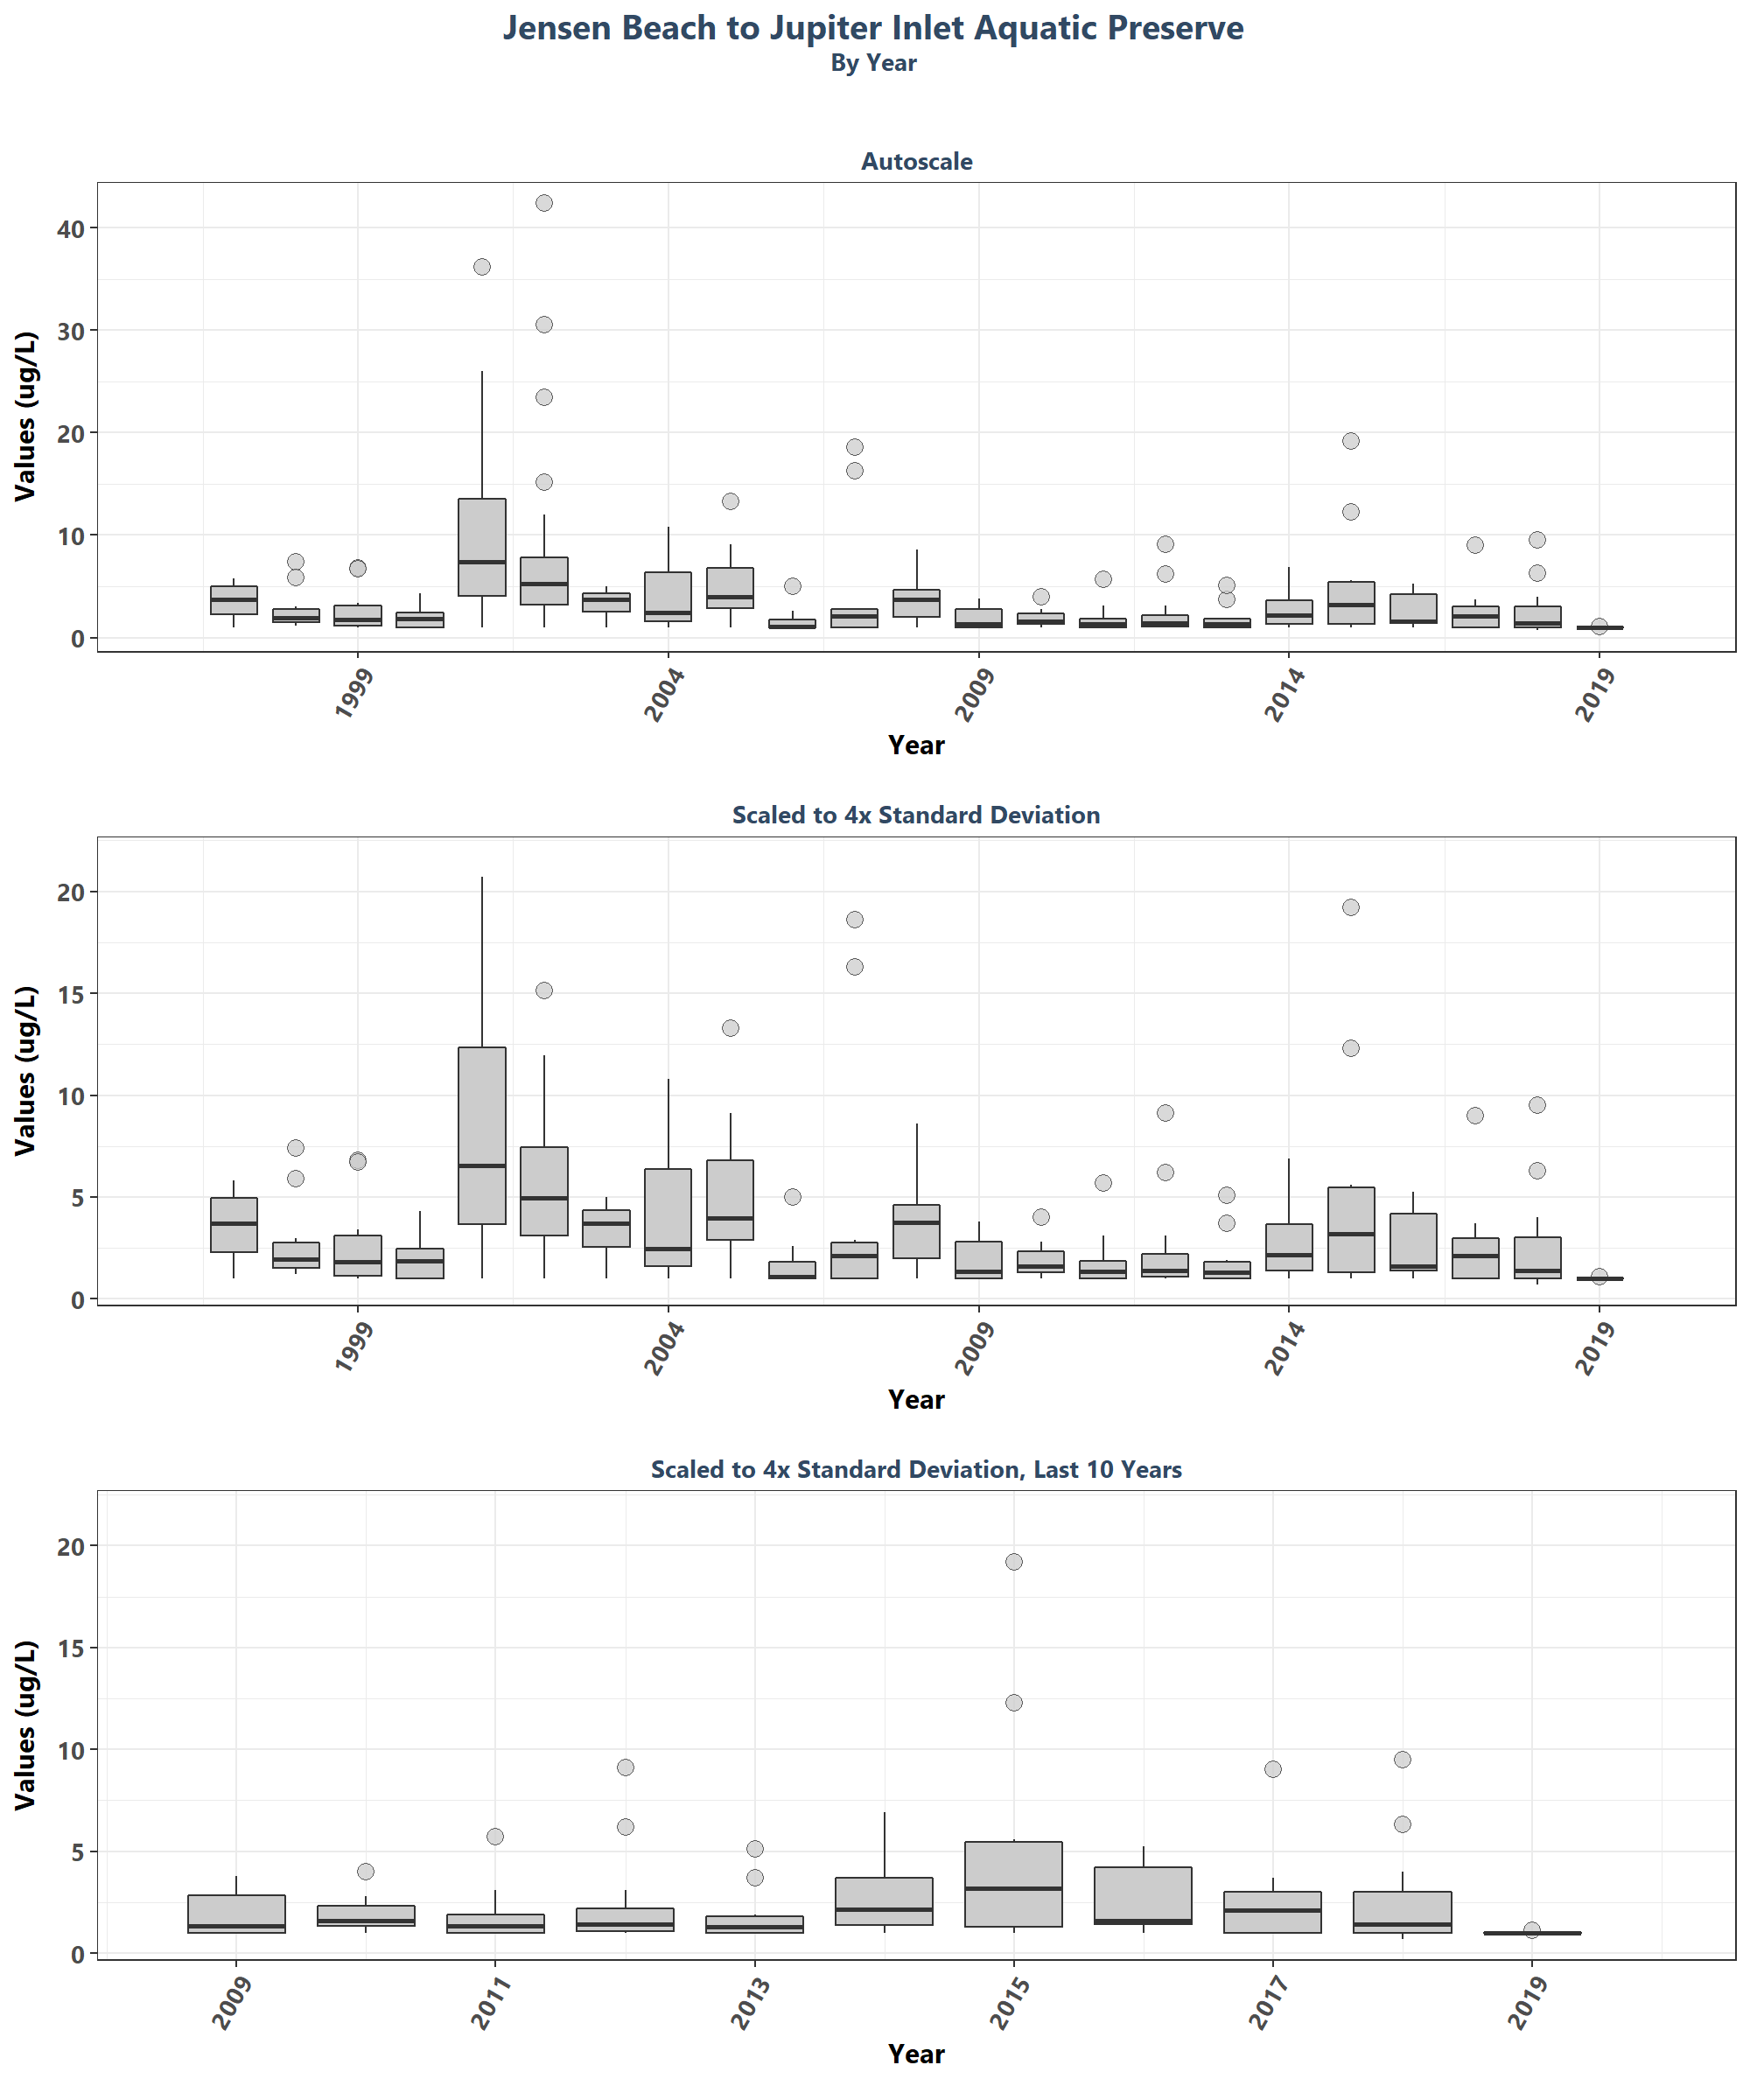 Jensen Beach to Jupiter Inlet Aquatic Preserve
By Year
Autoscale
Values (ug/L)
40
30
20
10
0
1999
2004
2009
2014
2019
Year
Scaled to 4x Standard Deviation
Values (ug/L)
20
15
10
5
0
1999
2004
2009
2014
2019
Year
Scaled to 4x Standard Deviation, Last 10 Years
Values (ug/L)
20
15
10
5
0
2009
2011
2013
2015
2017
2019
Year